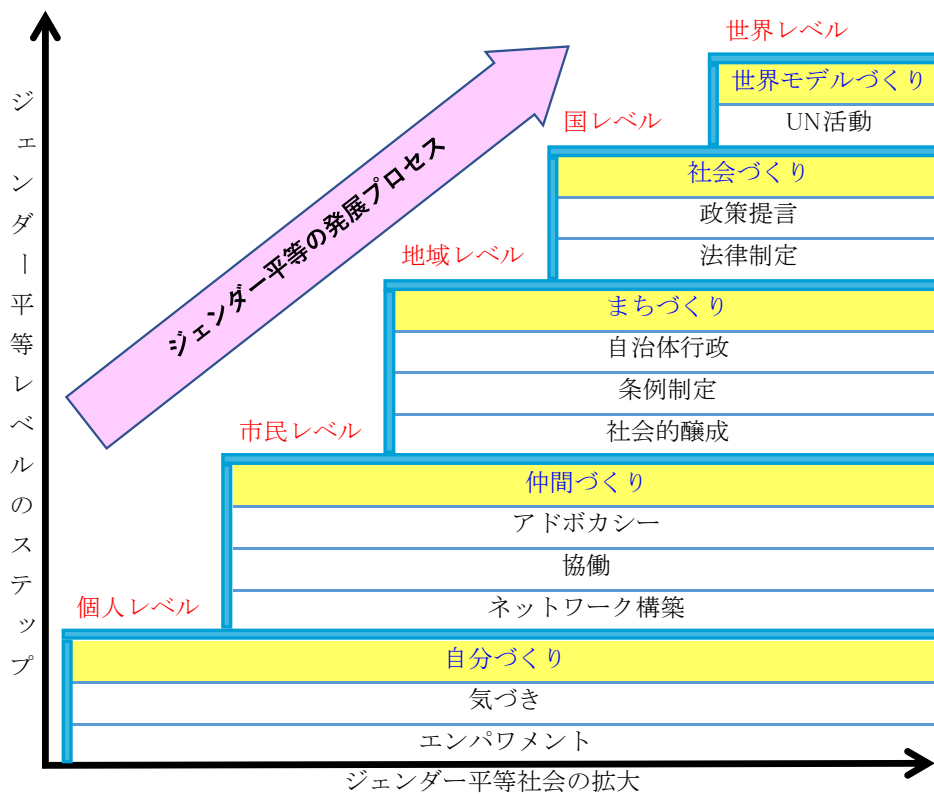 世界レベル
世界モデルづくり
UN活動
国レベル
社会づくり
政策提言
法律制定
地域レベル
まちづくり
自治体行政
条例制定
社会的醸成
市民レベル
仲間づくり
アドボカシー
協働
ネットワーク構築
個人レベル
自分づくり
気づき
エンパワメント
ジェンダー平等の発展プロセス
ジェンダー平等レベルのステップ
ジェンダー平等社会の拡大